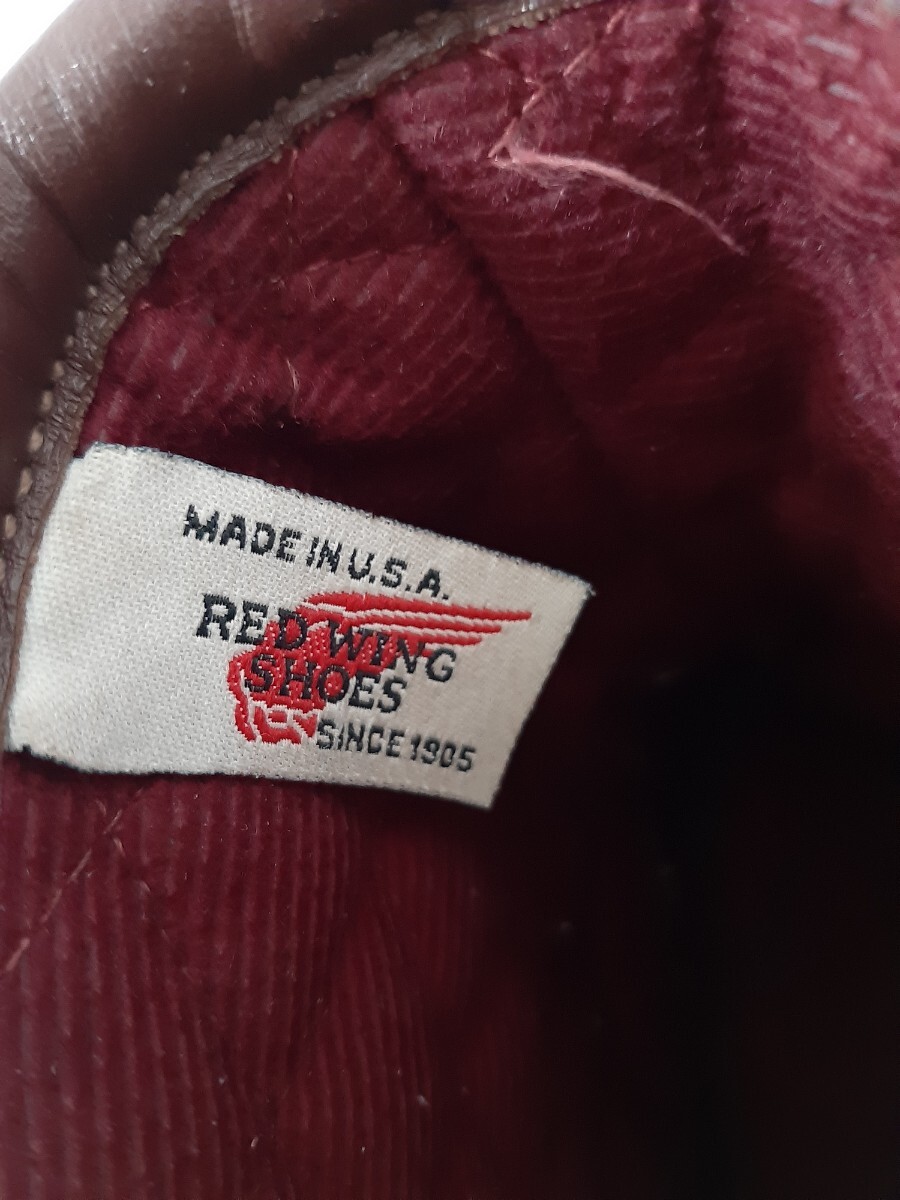 MADE IN U.S.A.
RED WING
SHOES
SINCE 1905